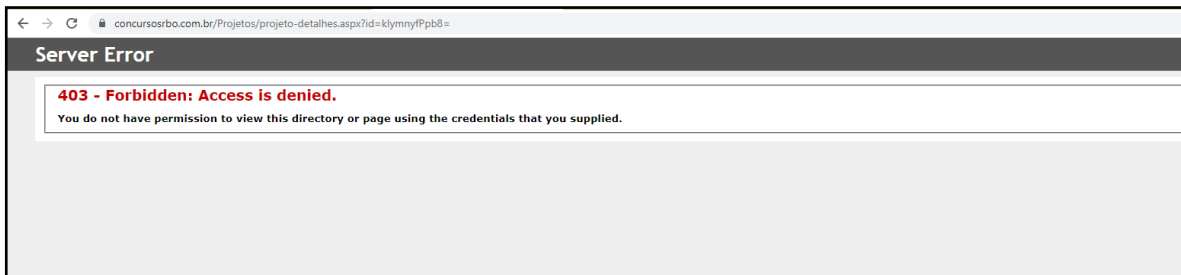 concursosrbo.com.br/Projetos/projeto-detalhes.aspx?id=klymnyfPpb8=
Server Error
403 - Forbidden: Access is denied.
You do not have permission to view this directory or page using the credentials that you supplied.